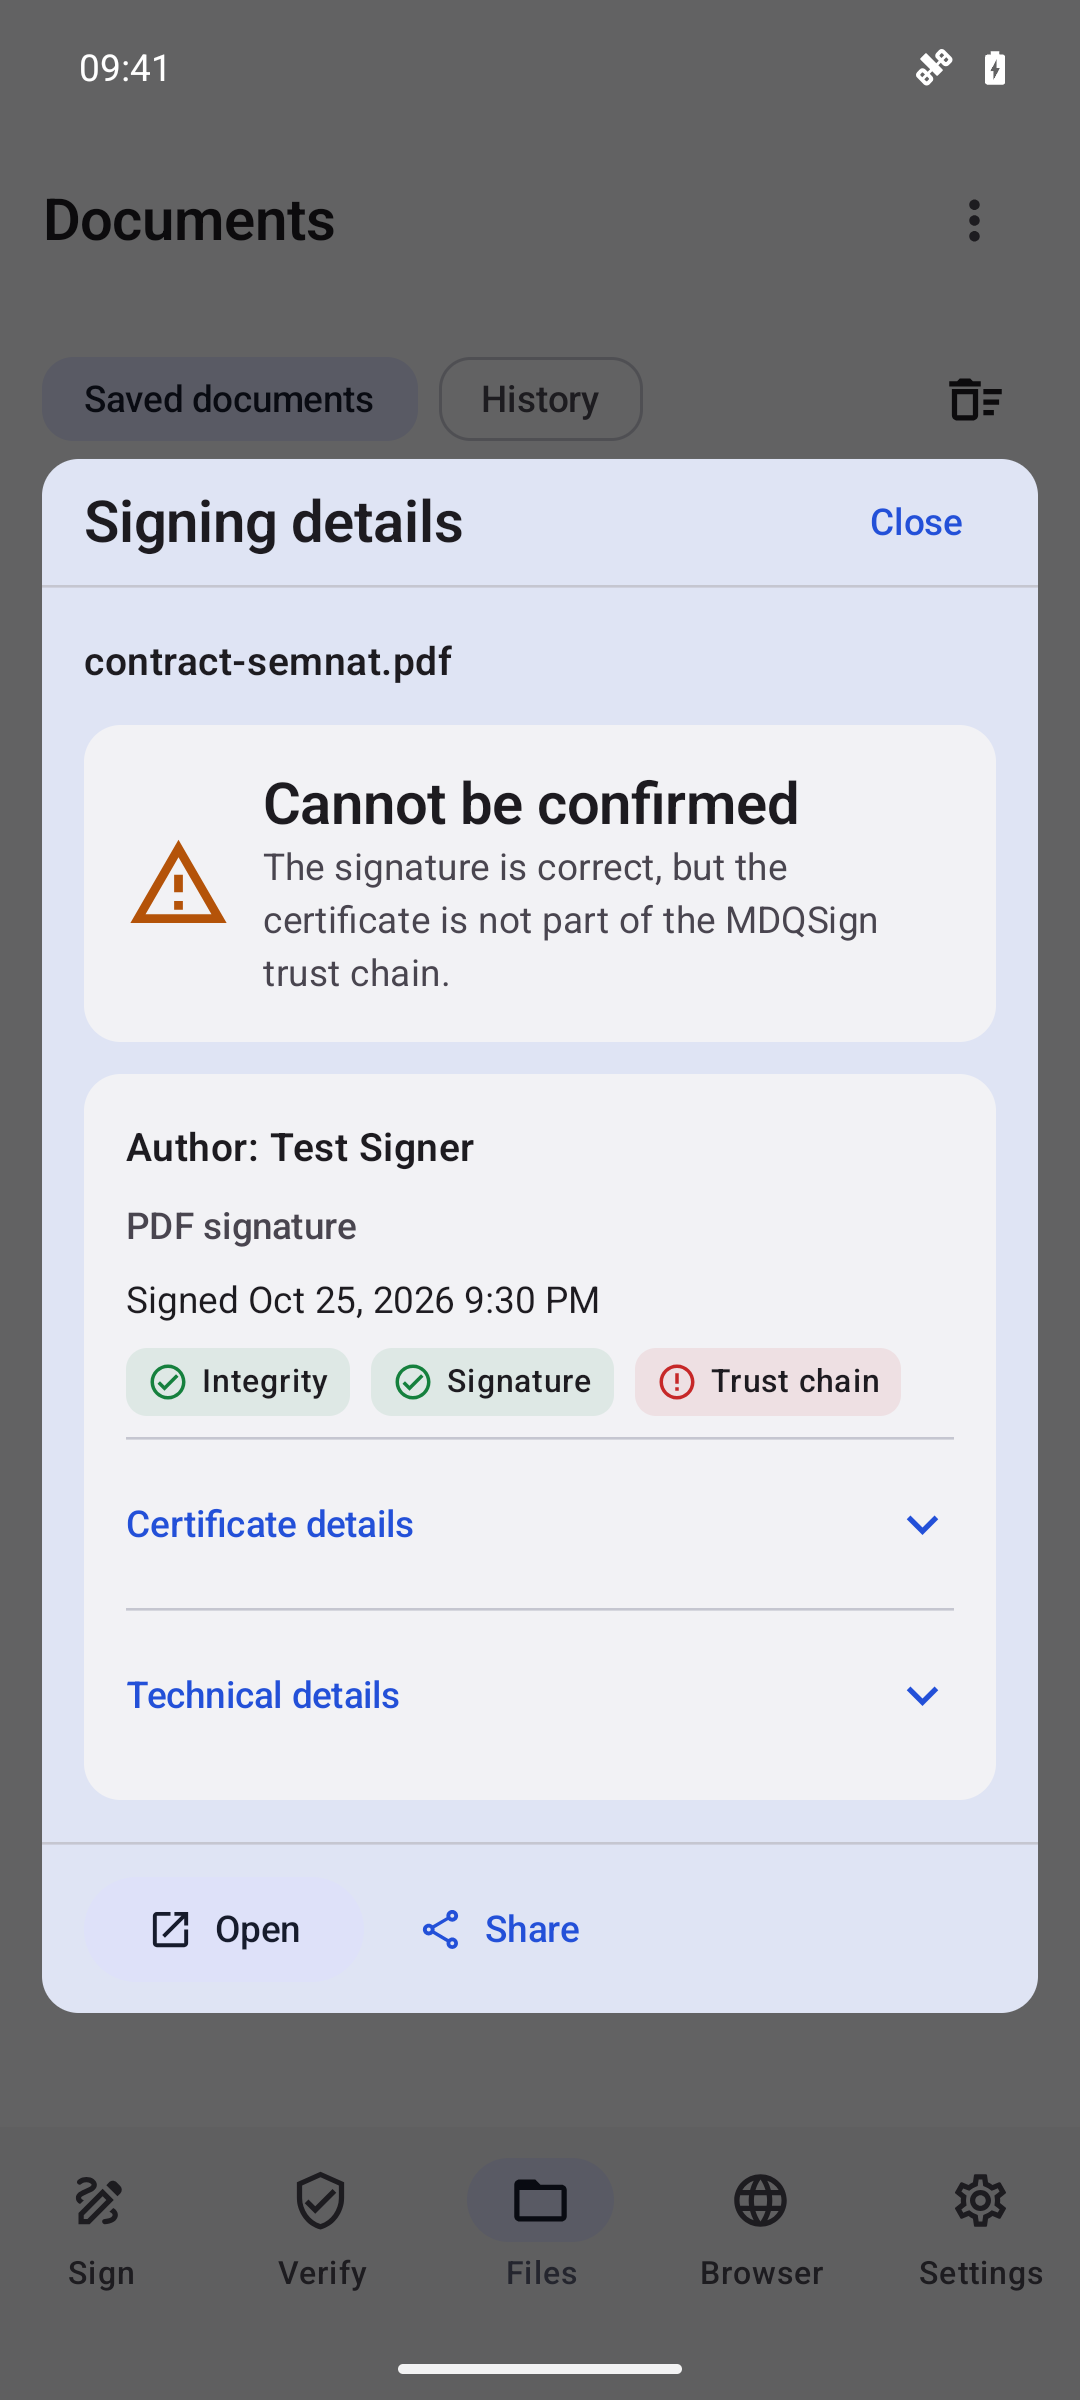 09:41
Documents
Saved documents
History
Signing details
Close
contract-semnat.pdf
Cannot be confirmed
The signature is correct, but the
certificate is not part of the MDQSign
trust chain.
Author: Test Signer
PDF signature
Signed Oct 25, 2026 9:30 PM
Integrity
Signature
Trust chain
Certificate details
Technical details
Open
Share
Sign
Verify
Files
Browser
Settings